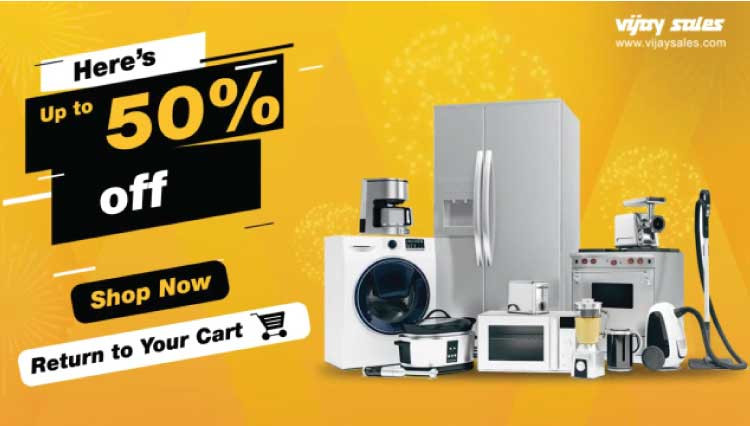 Here's
Up to 50%
off
Shop Now
Return to Your Cart
vijay sales
www.vijaysales.com